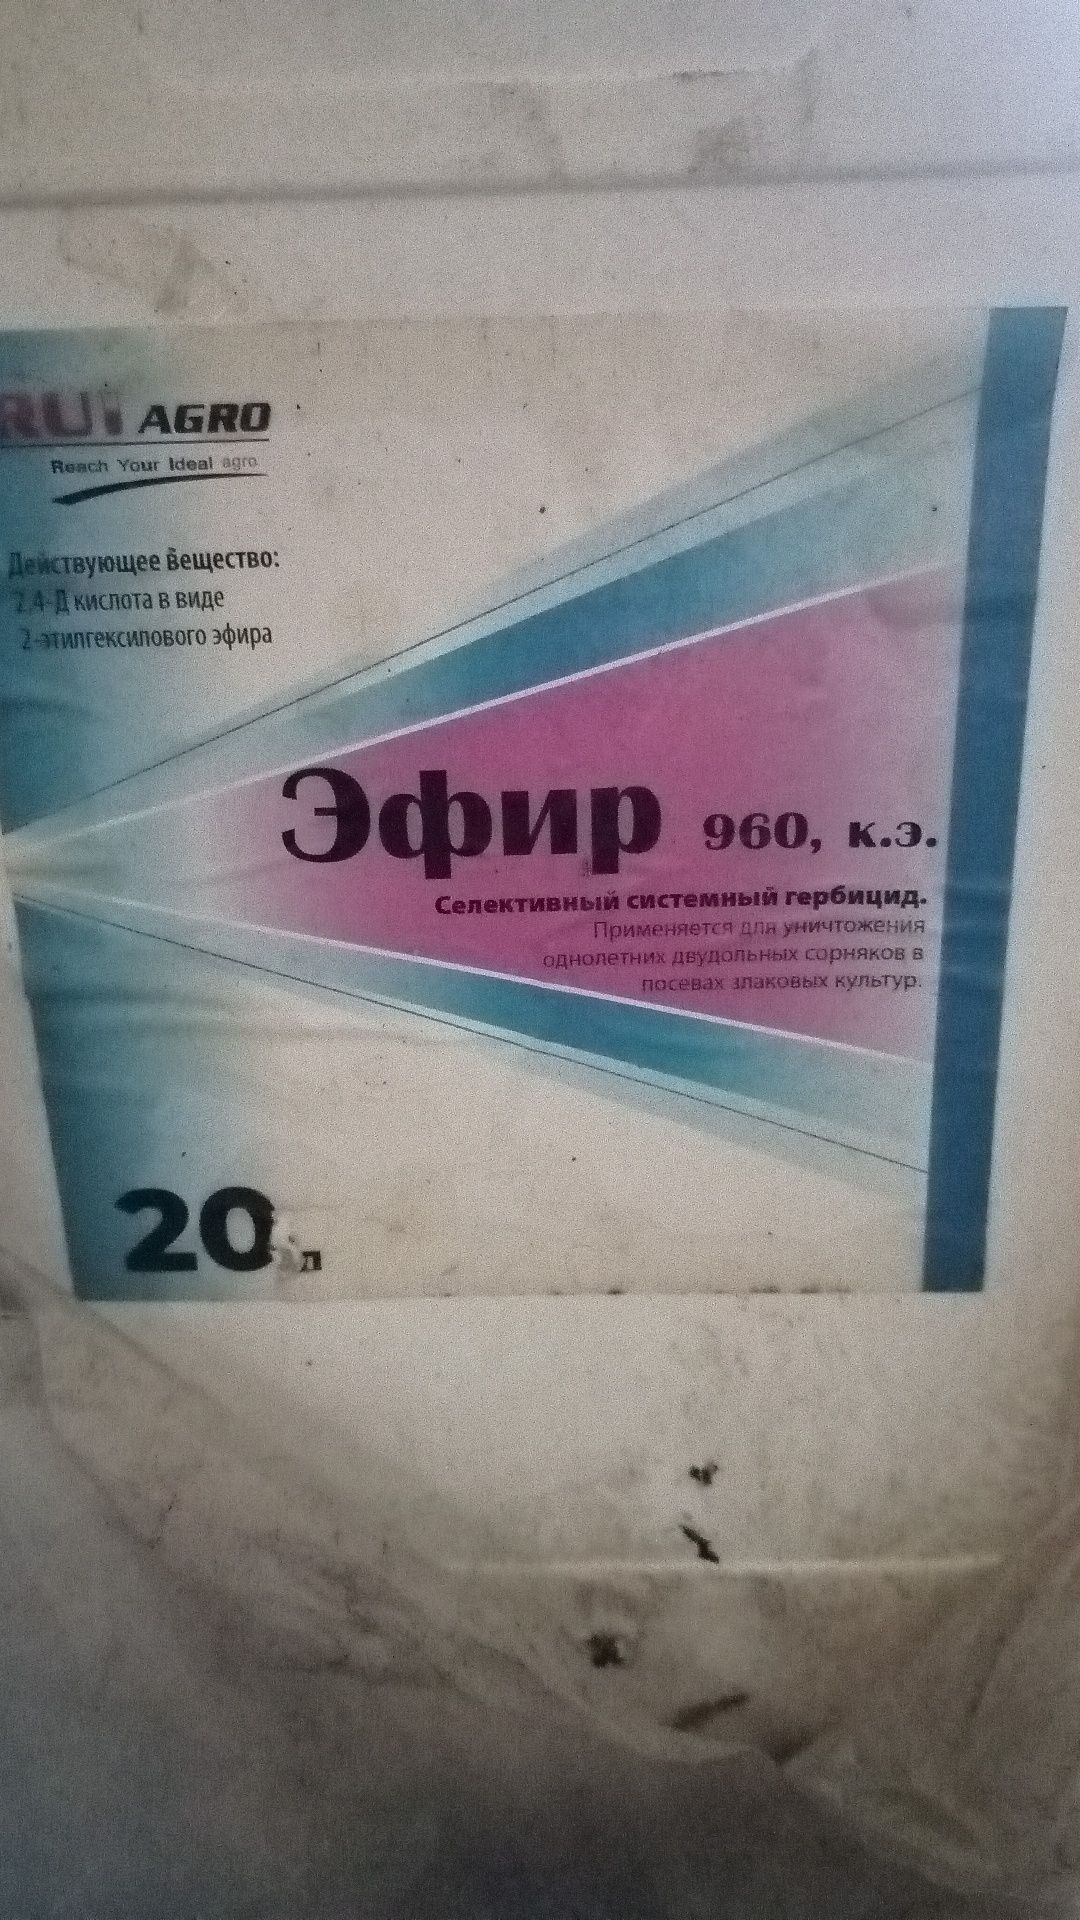 RUi AGRO
Reach Your Ideal agro
Действующее вещество:
2,4-Д кислота в виде
2-этилгексилового эфира
Эфир 960, к.э.
Селективный системный гербицид.
Применяется для уничтожения
однолетних двудольных сорняков в
посевах злаковых культур.
20 л